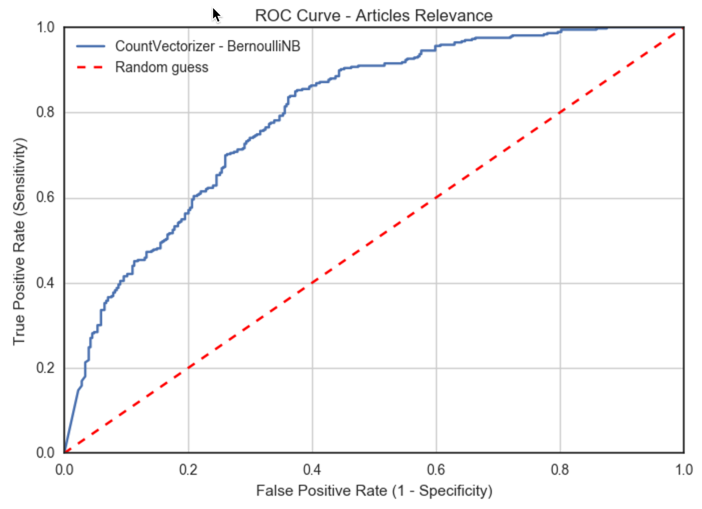 ROC Curve - Articles Relevance
CountVectorizer - BernoulliNB
Random guess
1.0
0.8
0.6
0.4
0.2
0.0
True Positive Rate (Sensitivity)
0.0 0.2 0.4 0.6 0.8 1.0
False Positive Rate (1 - Specificity)